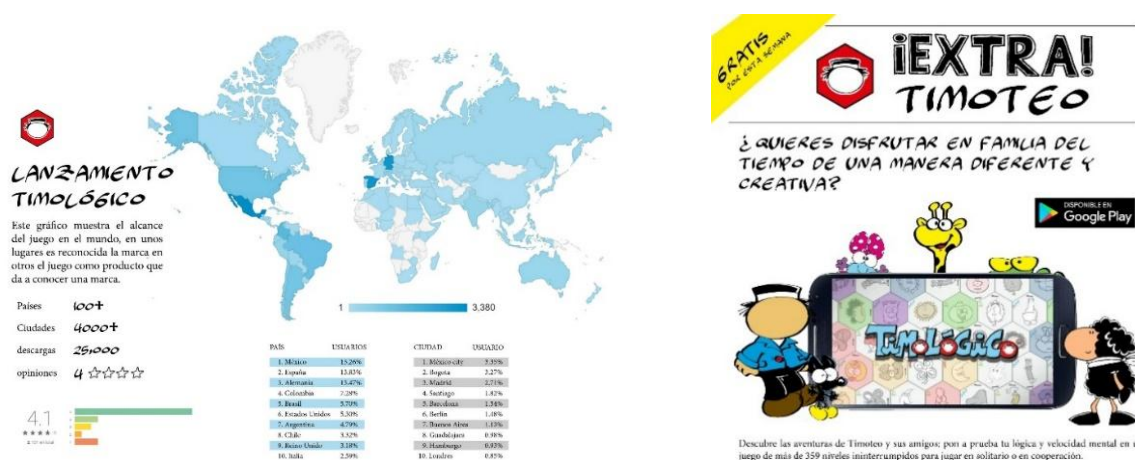 LANZAMIENTO
TIMOLÓGICO
Este gráfico muestra el alcance
del juego en el mundo, en unos
lugares es reconocida la marca en
otros el juego como producto que
da a conocer una marca.
Países 100+
Ciudades 4000+
descargas 25,000
opiniones 4
4.1
1 3,380
PAÍS USUARIOS
1. México 13.26%
2. España 13.83%
3. Alemania 13.47%
4. Colombia 7.28%
5. Brasil 5.70%
6. Estados Unidos 5.30%
7. Argentina 4.79%
8. Chile 3.32%
9. Reino Unido 3.18%
10. Italia 2.59%
CIUDAD USUARIO
1. México city 3.35%
2. Bogota 3.27%
3. Madrid 2.71%
4. Santiago 1.82%
5. Barcelona 1.54%
6. Berlin 1.48%
7. Buenos Aires 1.10%
8. Guadalajara 0.98%
9. Hamburgo 0.93%
10. Londres 0.85%
GRATIS
POR ESTA SEMANA
¡EXTRA!
TIMOTEO
¿QUIERES DISFRUTAR EN FAMILIA DEL
TIEMPO DE UNA MANERA DIFERENTE Y
CREATIVA?
DISPONIBLE EN
Google Play
TIMOLÓGICO
Descubre las aventuras de Timoteo y sus amigos; pon a prueba tu lógica y velocidad mental en
juego de más de 359 niveles ininterrumpidos para jugar en solitario o en cooperación.